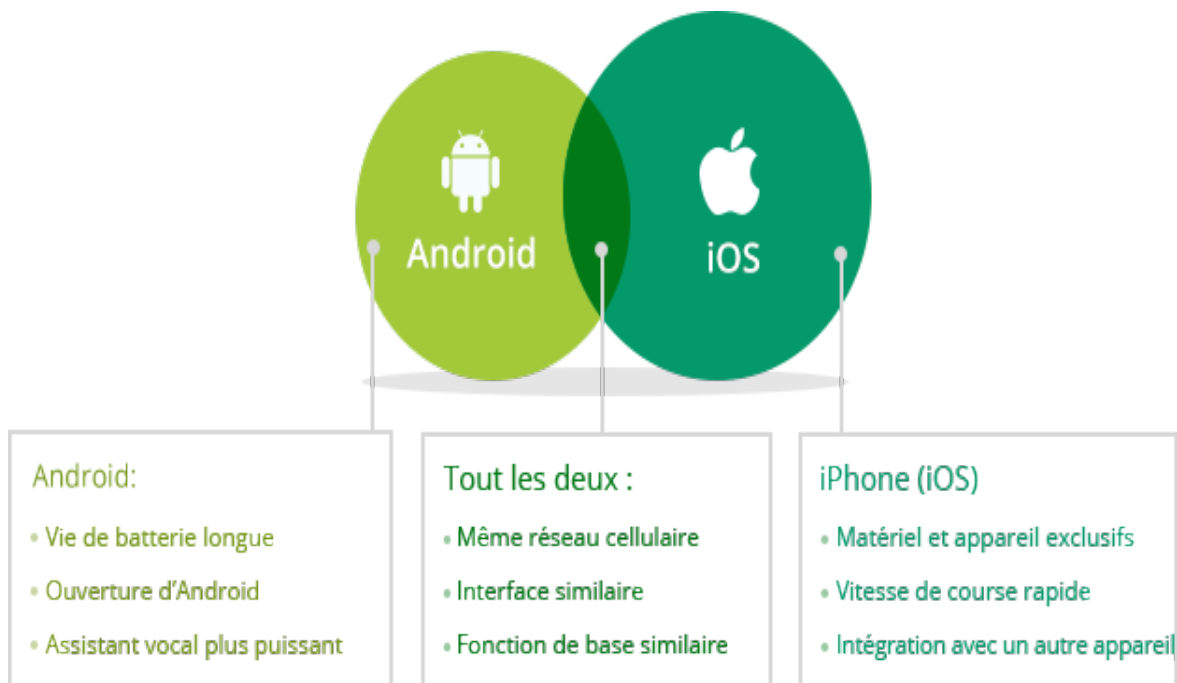 Android
iOS
Android:
• Vie de batterie longue
• Ouverture d'Android
• Assistant vocal plus puissant
Tout les deux :
• Même réseau cellulaire
• Interface similaire
• Fonction de base similaire
iPhone (iOS)
• Matériel et appareil exclusifs
• Vitesse de course rapide
• Intégration avec un autre appareil